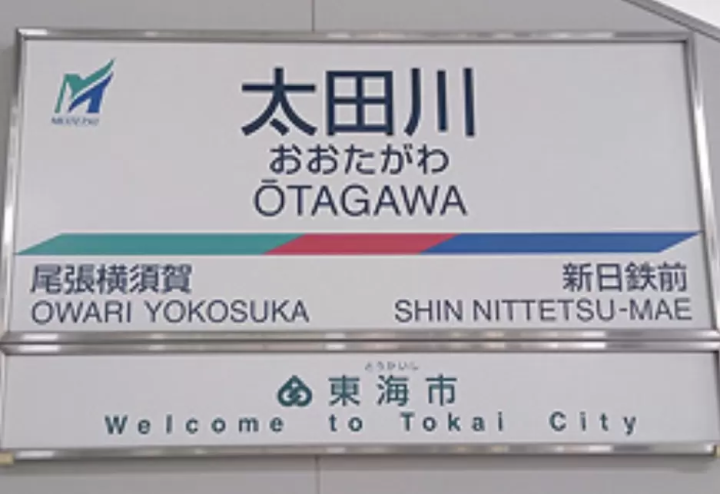 MEITETSU
太田川
おおたがわ
ŌTAGAWA
尾張横須賀 新日鉄前
OWARI YOKOSUKA SHIN NITTETSU-MAE
とうかいし
東海市
Welcome to Tokai City